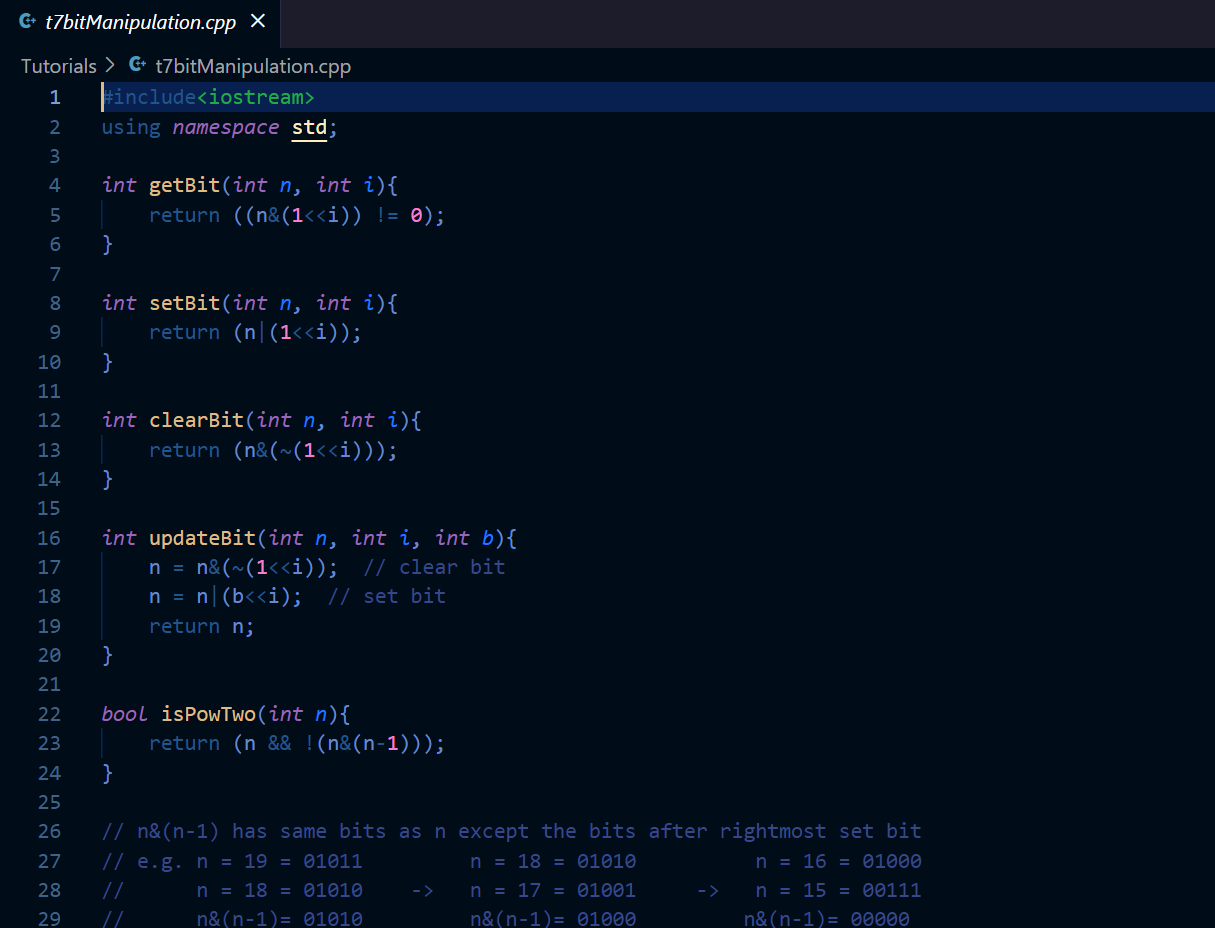 t7bitManipulation.cpp ×
Tutorials > t7bitManipulation.cpp
1 #include<iostream>
2 using namespace std;
3
4 int getBit(int n, int i){
5     return ((n&(1<<i)) != 0);
6 }
7
8 int setBit(int n, int i){
9     return (n|(1<<i));
10 }
11
12 int clearBit(int n, int i){
13     return (n&(~(1<<i)));
14 }
15
16 int updateBit(int n, int i, int b){
17     n = n&(~(1<<i));  // clear bit
18     n = n|(b<<i);  // set bit
19     return n;
20 }
21
22 bool isPowTwo(int n){
23     return (n && !(n&(n-1)));
24 }
25
26 // n&(n-1) has same bits as n except the bits after rightmost set bit
27 // e.g. n = 19 = 01011         n = 18 = 01010          n = 16 = 01000
28 //      n = 18 = 01010    ->   n = 17 = 01001     ->   n = 15 = 00111
29 //      n&(n-1)= 01010         n&(n-1)= 01000         n&(n-1)= 00000